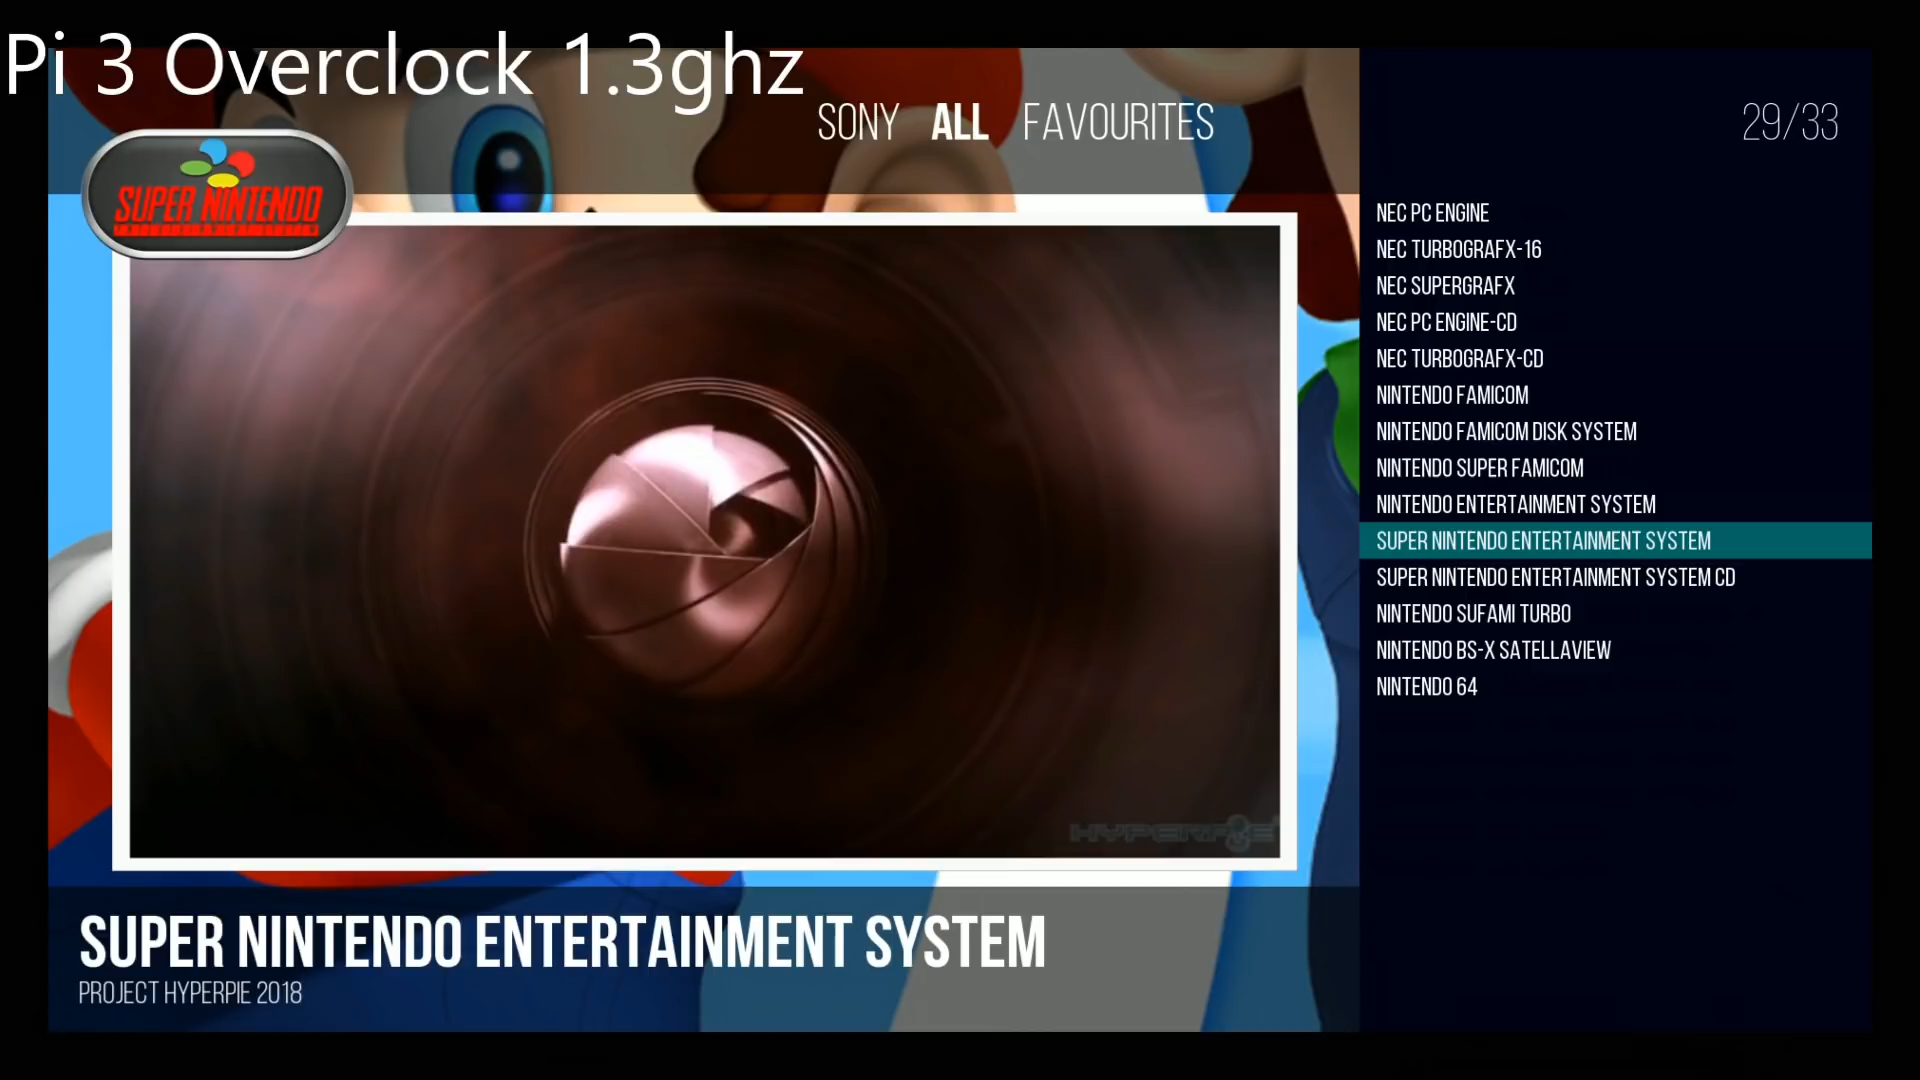 Pi 3 Overclock 1.3ghz
SONY ALL FAVOURITES
29/33
SUPER NINTENDO
NEC PC ENGINE
NEC TURBOGRAFX-16
NEC SUPERGRAFX
NEC PC ENGINE-CD
NEC TURBOGRAFX-CD
NINTENDO FAMICOM
NINTENDO FAMICOM DISK SYSTEM
NINTENDO SUPER FAMICOM
NINTENDO ENTERTAINMENT SYSTEM
SUPER NINTENDO ENTERTAINMENT SYSTEM
SUPER NINTENDO ENTERTAINMENT SYSTEM CD
NINTENDO SUFAMI TURBO
NINTENDO BS-X SATELLAVIEW
NINTENDO 64
HYPERPIE
SUPER NINTENDO ENTERTAINMENT SYSTEM
PROJECT HYPERPIE 2018